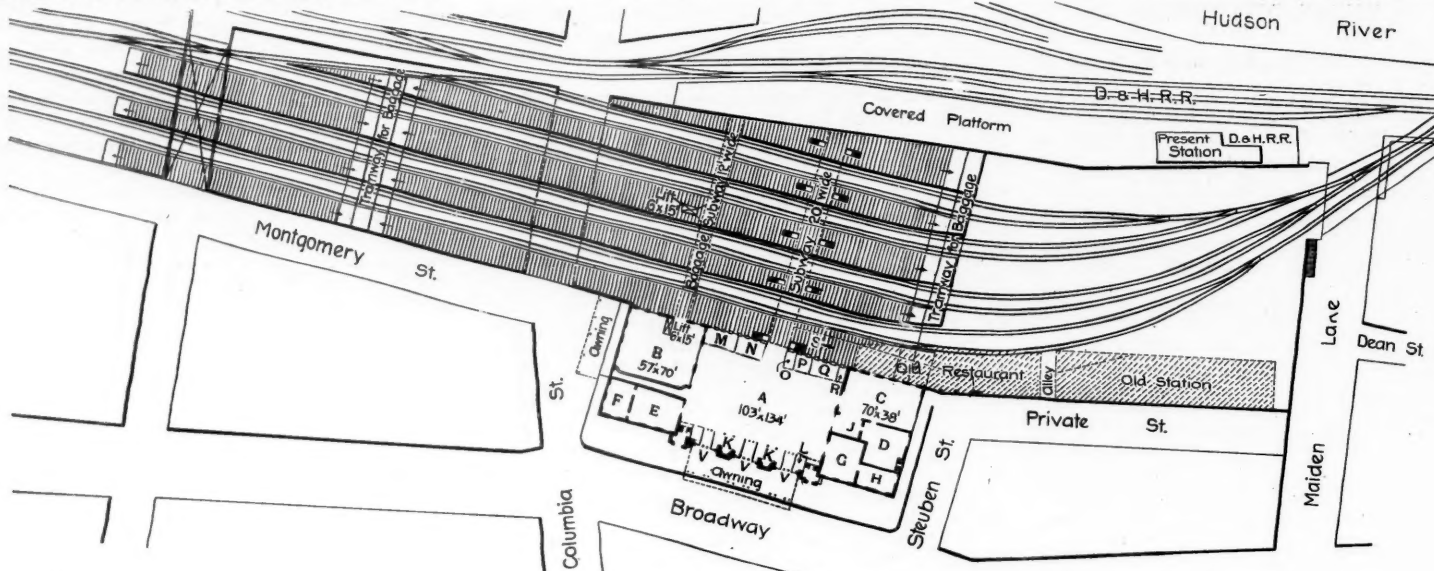 Hudson River
D. & H. R.R.
Covered Platform
Present Station
D. & H. R.R.
Tramway for Baggage
Baggage Subway 12' wide
Subway 20' wide
Tramway for Baggage
Lift
6'x15'
Montgomery St.
Awning
Lift
6'x15'
B
57'x70'
M N
O
P Q
R
S
Old Restaurant
Alley
Old Station
Lane
Dean St.
F E
A
103'x134'
C
70'x38'
J
D
G
H
K K
L
V V V
Awning
Private St.
St.
Columbia
Broadway
Steuben St.
Maiden